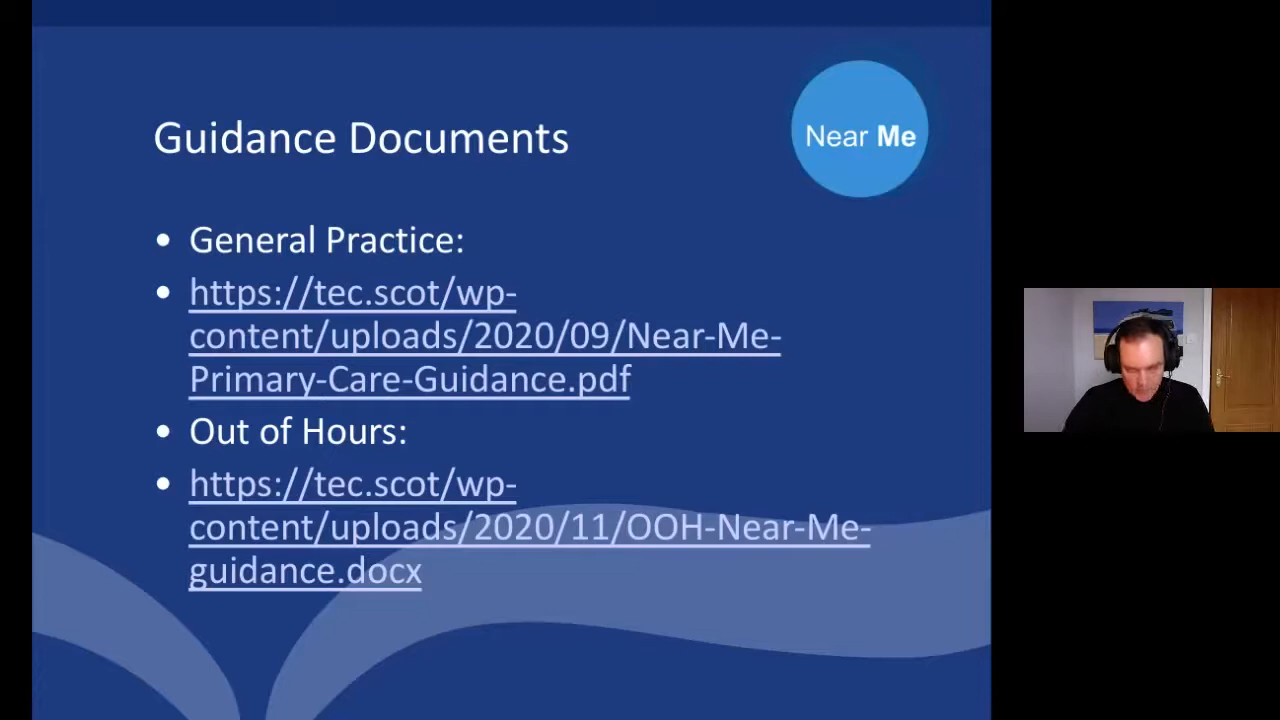 Near Me
Guidance Documents
• General Practice:
• https://tec.scot/wp-
content/uploads/2020/09/Near-Me-
Primary-Care-Guidance.pdf
• Out of Hours:
• https://tec.scot/wp-
content/uploads/2020/11/OOH-Near-Me-
guidance.docx